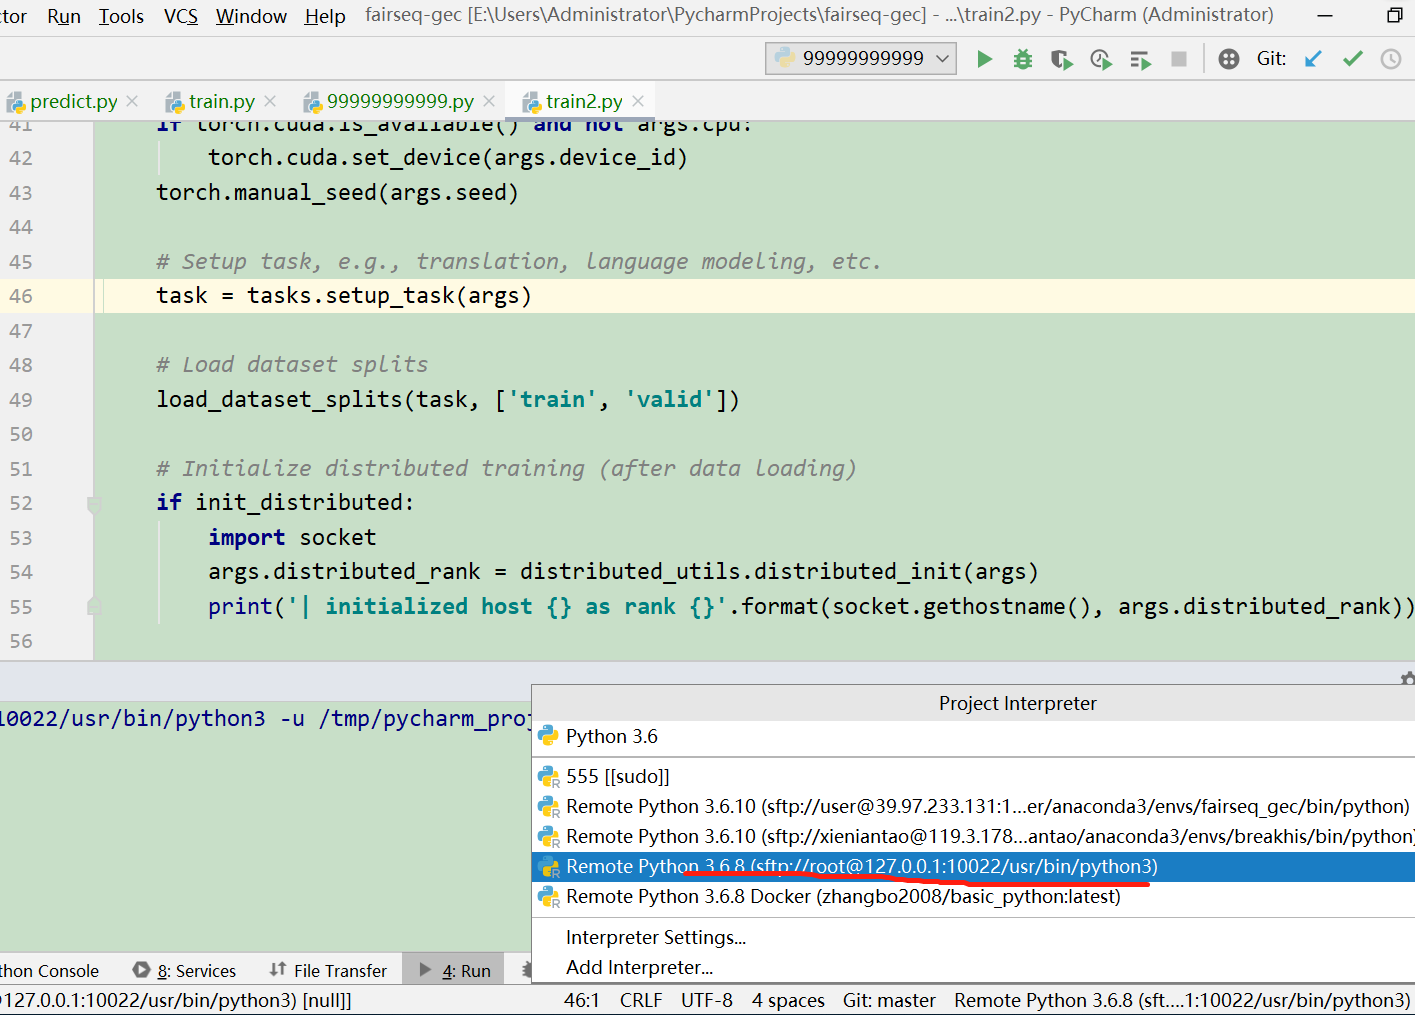 tor Run Tools VCS Window Help fairseq-gec [E:\Users\Administrator\PycharmProjects\fairseq-gec] - ...\train2.py - PyCharm (Administrator)
99999999999 Git:
predict.py train.py 99999999999.py train2.py
41 if torch.cuda.is_available() and not args.cpu:
42 torch.cuda.set_device(args.device_id)
43 torch.manual_seed(args.seed)
44
45 # Setup task, e.g., translation, language modeling, etc.
46 task = tasks.setup_task(args)
47
48 # Load dataset splits
49 load_dataset_splits(task, ['train', 'valid'])
50
51 # Initialize distributed training (after data loading)
52 if init_distributed:
53 import socket
54 args.distributed_rank = distributed_utils.distributed_init(args)
55 print('| initialized host {} as rank {}'.format(socket.gethostname(), args.distributed_rank))
56
10022/usr/bin/python3 -u /tmp/pycharm_proj
Project Interpreter
Python 3.6
555 [[sudo]]
Remote Python 3.6.10 (sftp://user@39.97.233.131:1...er/anaconda3/envs/fairseq_gec/bin/python)
Remote Python 3.6.10 (sftp://xieniantao@119.3.178...antao/anaconda3/envs/breakhis/bin/python)
Remote Python 3.6.8 (sftp://root@127.0.0.1:10022/usr/bin/python3)
Remote Python 3.6.8 Docker (zhangbo2008/basic_python:latest)
Interpreter Settings...
Add Interpreter...
thon Console 8: Services File Transfer 4: Run
127.0.0.1:10022/usr/bin/python3) [null]] 46:1 CRLF UTF-8 4 spaces Git: master Remote Python 3.6.8 (sft....1:10022/usr/bin/python3)